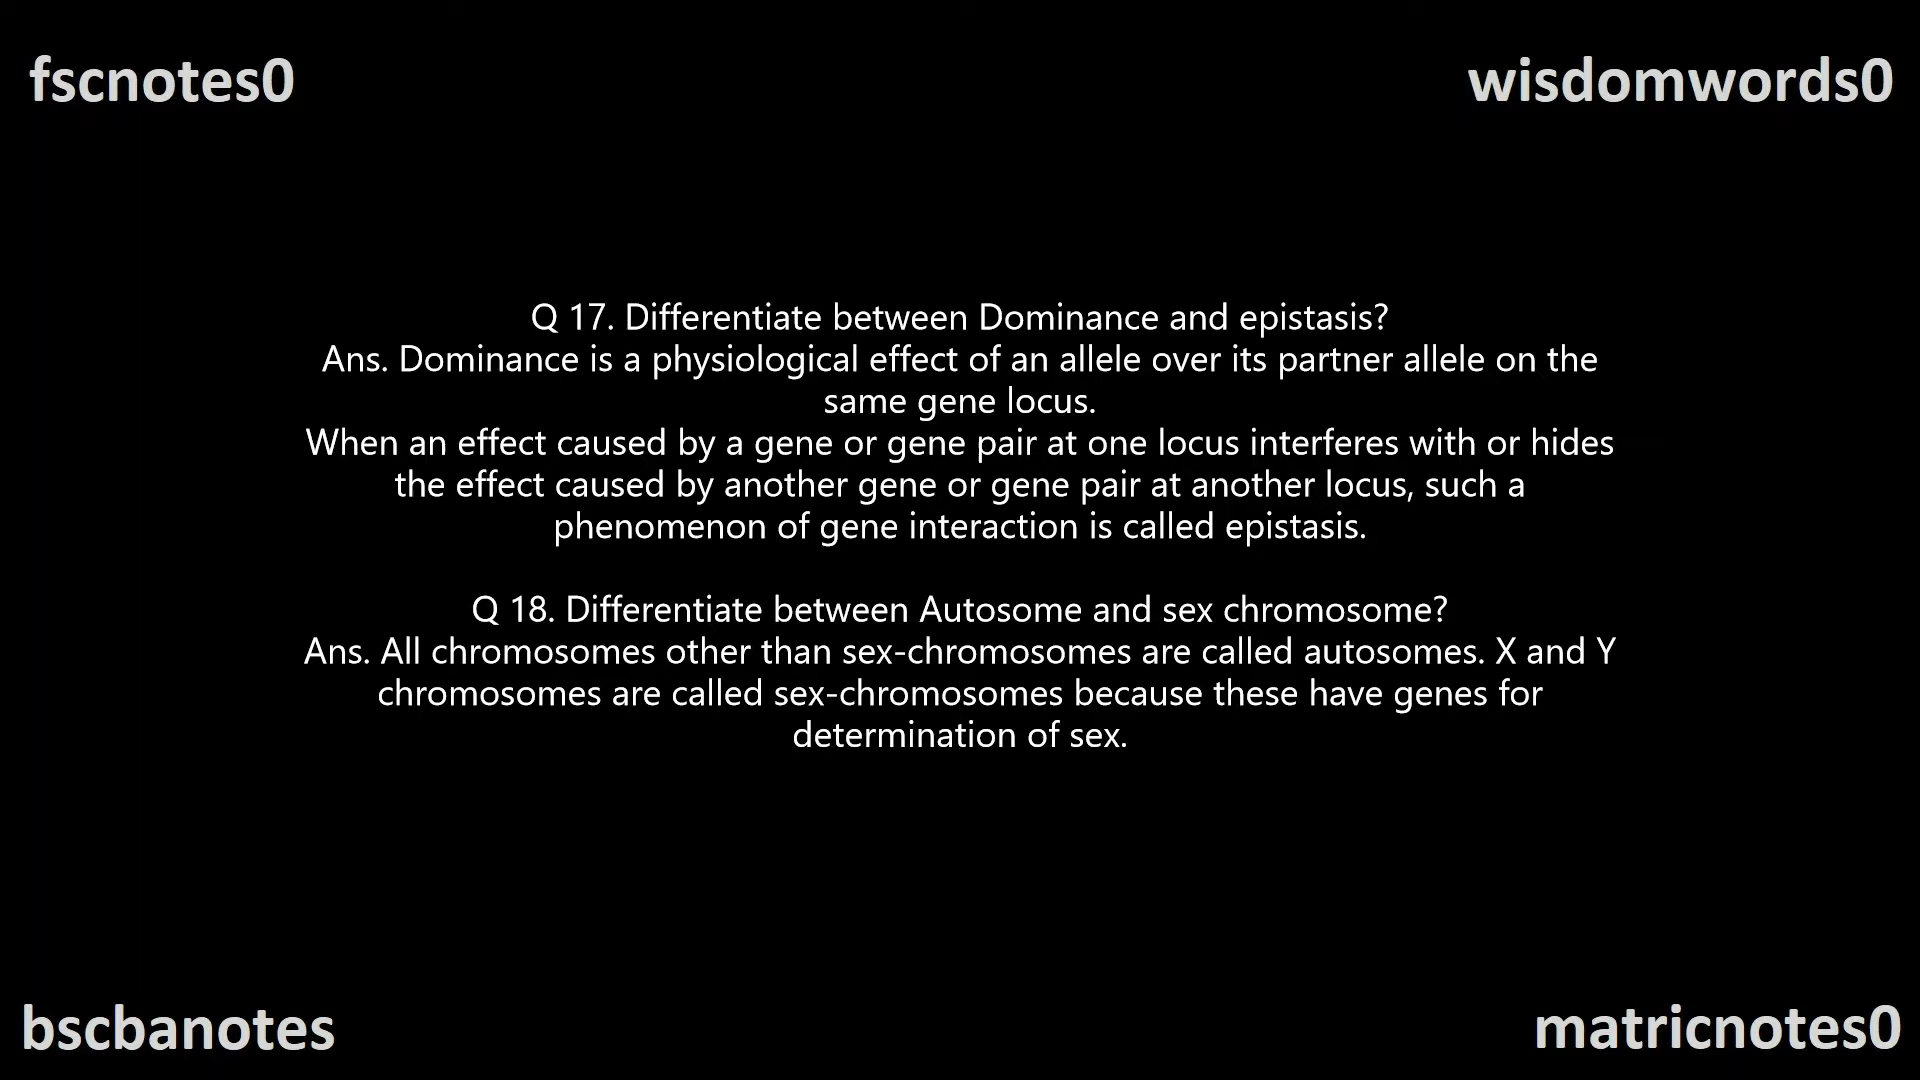 fscnotes0
wisdomwords0
Q 17. Differentiate between Dominance and epistasis?
Ans. Dominance is a physiological effect of an allele over its partner allele on the
same gene locus.
When an effect caused by a gene or gene pair at one locus interferes with or hides
the effect caused by another gene or gene pair at another locus, such a
phenomenon of gene interaction is called epistasis.
Q 18. Differentiate between Autosome and sex chromosome?
Ans. All chromosomes other than sex-chromosomes are called autosomes. X and Y
chromosomes are called sex-chromosomes because these have genes for
determination of sex.
bscbanotes
matricnotes0